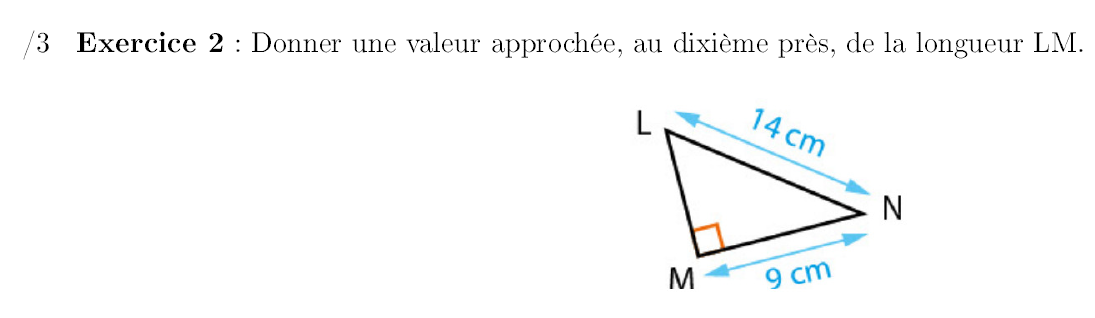 /3 Exercice 2 : Donner une valeur approchée, au dixième près, de la longueur LM.
L
14 cm
N
M
9 cm